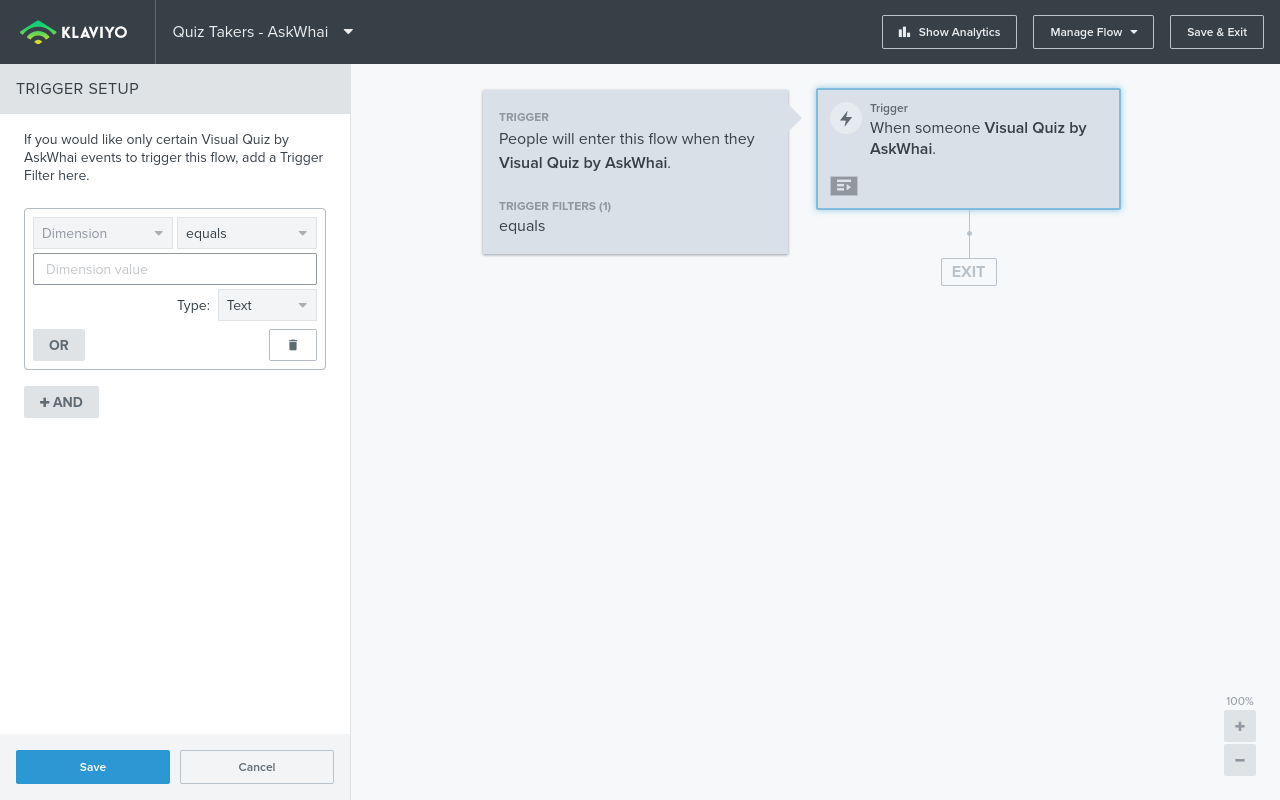 KLAVIYO
Quiz Takers - AskWhai
Show Analytics
Manage Flow
Save & Exit
TRIGGER SETUP
If you would like only certain Visual Quiz by
AskWhai events to trigger this flow, add a Trigger
Filter here.
Dimension
equals
Dimension value
Type:
Text
OR
+ AND
Save
Cancel
TRIGGER
People will enter this flow when they
Visual Quiz by AskWhai.
TRIGGER FILTERS (1)
equals
Trigger
When someone Visual Quiz by
AskWhai.
EXIT
100%
+
−